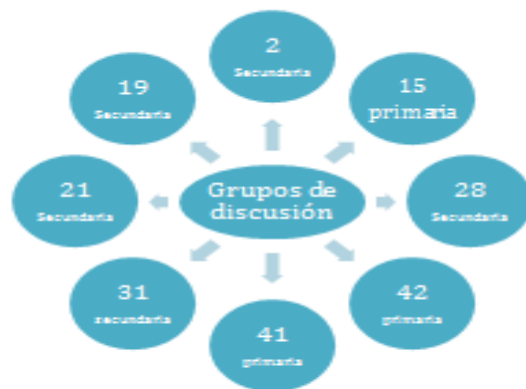 2
Secundaria
15
primaria
28
Secundaria
42
primaria
41
primaria
31
secundaria
21
Secundaria
19
Secundaria
Grupos de
discusión